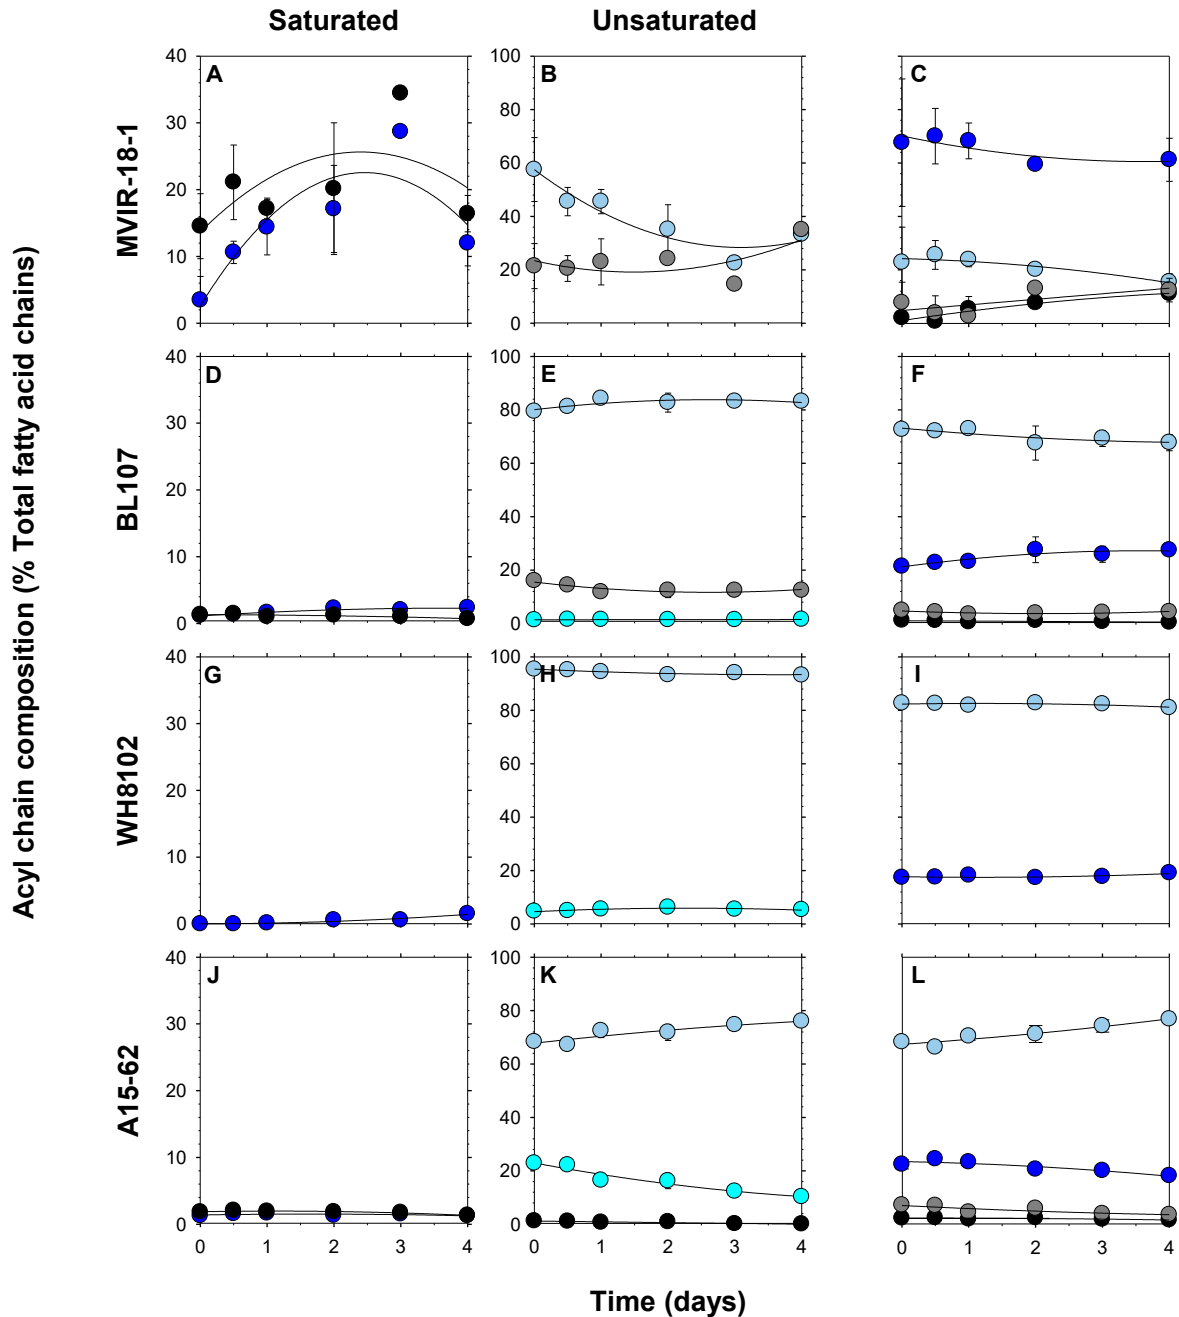 Saturated
Unsaturated
Acyl chain composition (% Total fatty acid chains)
MVIR-18-1
40
30
20
10
0
A
100
80
60
40
20
0
B
C
BL107
40
30
20
10
0
D
100
80
60
40
20
0
E
F
WH8102
40
30
20
10
0
G
100
80
60
40
20
0
H
I
A15-62
40
30
20
10
0
J
100
80
60
40
20
0
K
L
0 1 2 3 4
0 1 2 3 4
0 1 2 3 4
Time (days)